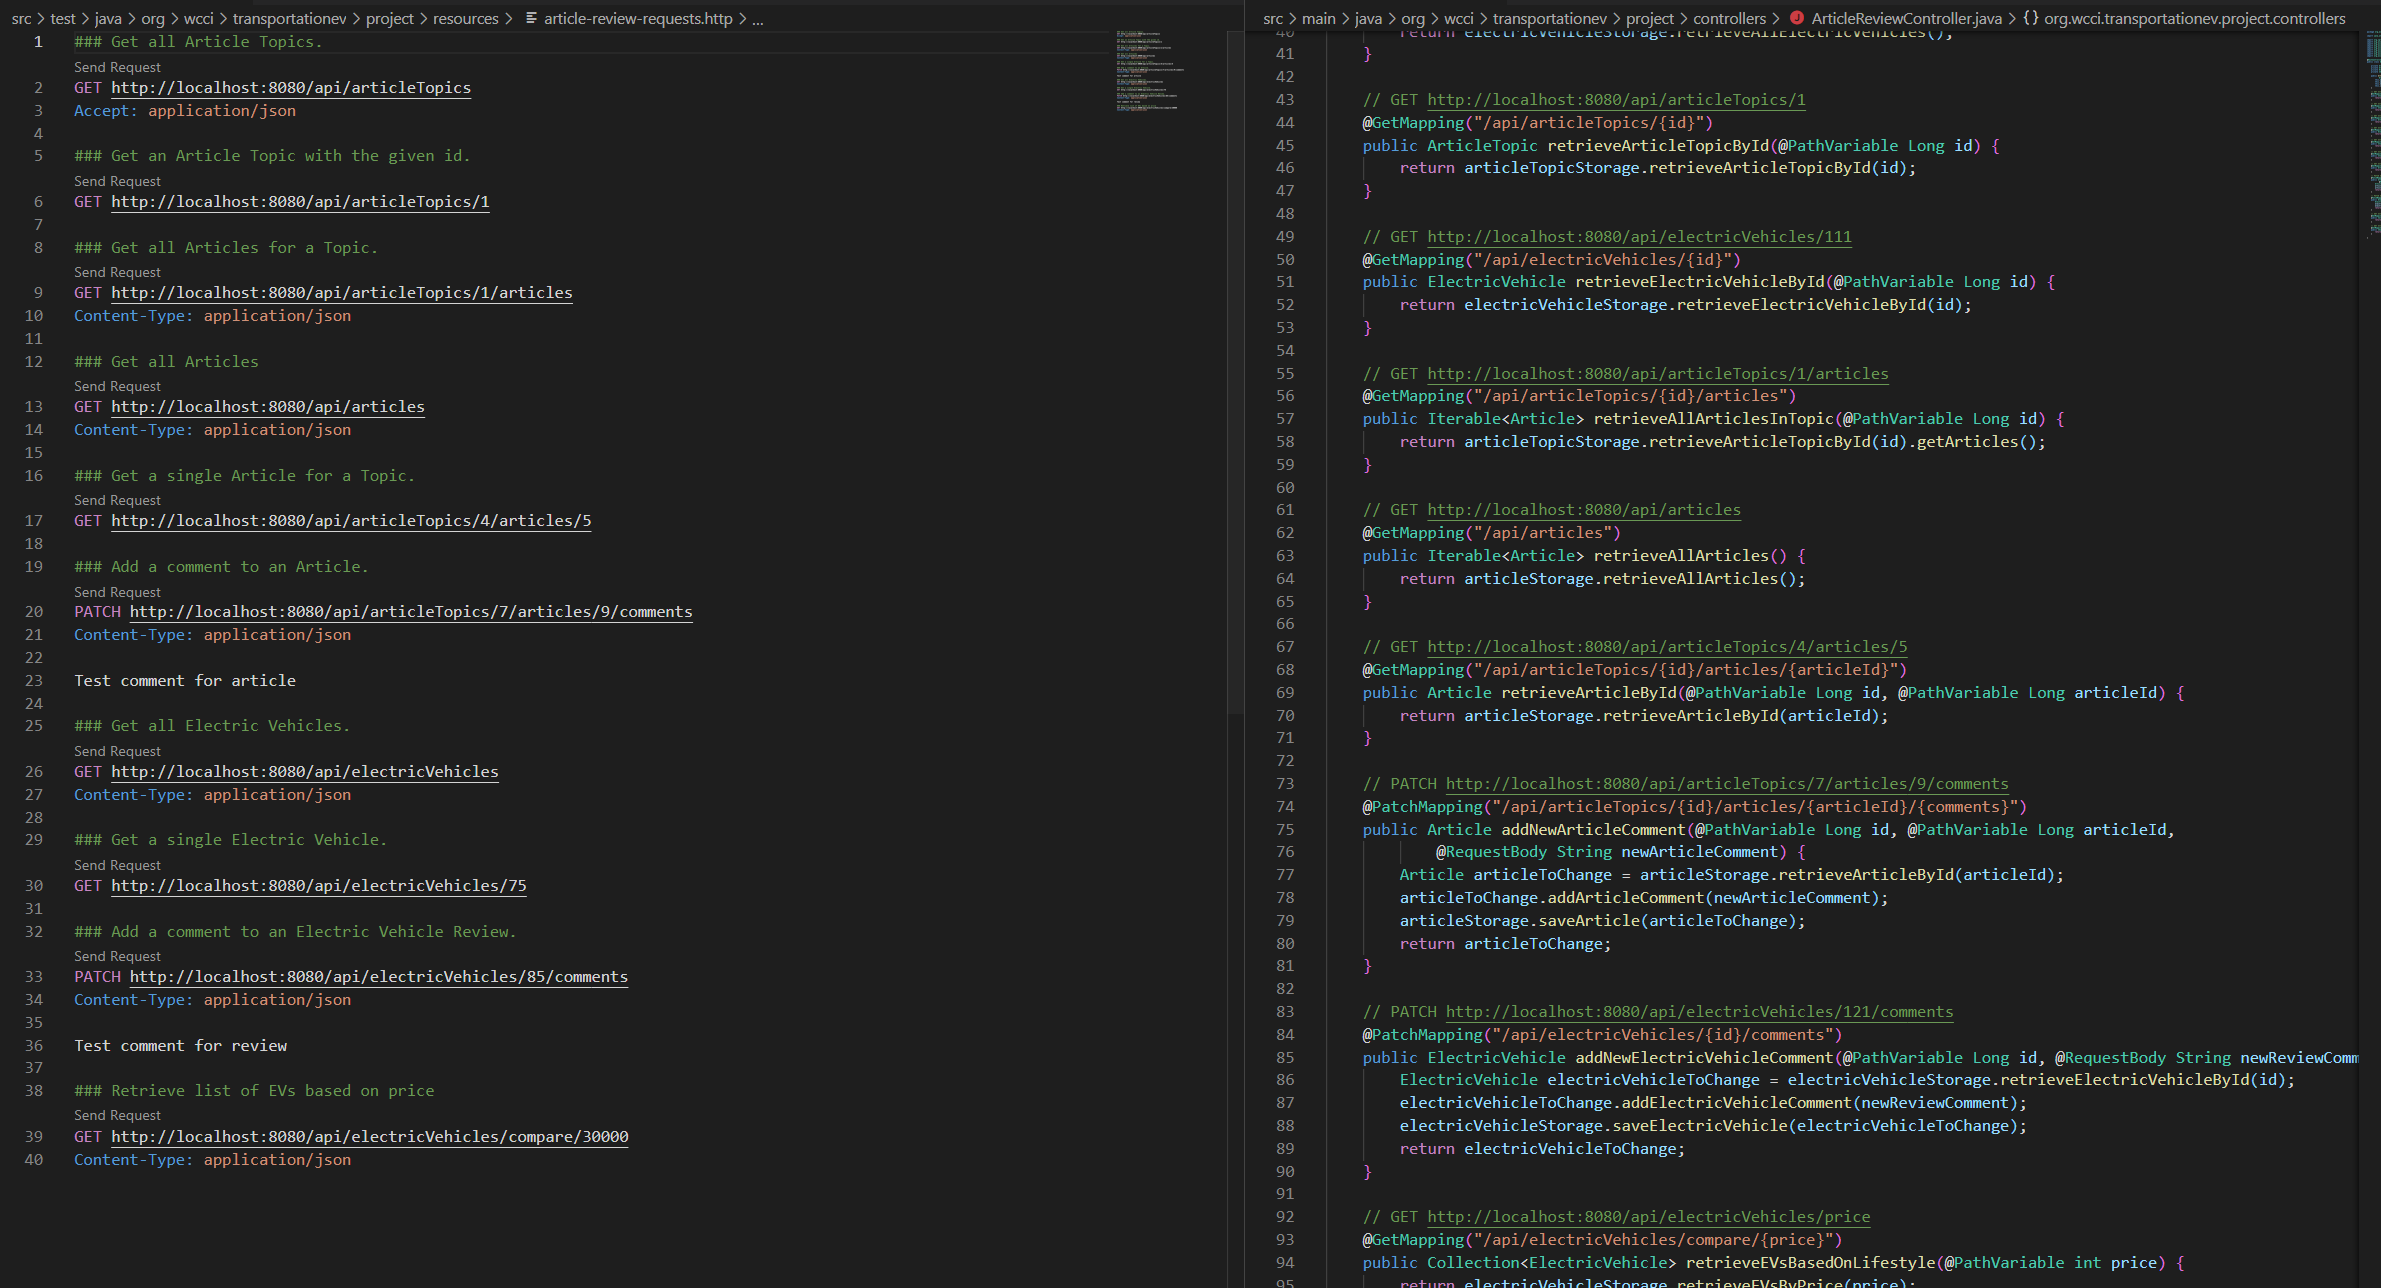 src > test > java > org > wcci > transportationev > project > resources > article-review-requests.http > ...
1 ### Get all Article Topics.
Send Request
2 GET http://localhost:8080/api/articleTopics
3 Accept: application/json
4
5 ### Get an Article Topic with the given id.
Send Request
6 GET http://localhost:8080/api/articleTopics/1
7
8 ### Get all Articles for a Topic.
Send Request
9 GET http://localhost:8080/api/articleTopics/1/articles
10 Content-Type: application/json
11
12 ### Get all Articles
Send Request
13 GET http://localhost:8080/api/articles
14 Content-Type: application/json
15
16 ### Get a single Article for a Topic.
Send Request
17 GET http://localhost:8080/api/articleTopics/4/articles/5
18
19 ### Add a comment to an Article.
Send Request
20 PATCH http://localhost:8080/api/articleTopics/7/articles/9/comments
21 Content-Type: application/json
22
23 Test comment for article
24
25 ### Get all Electric Vehicles.
Send Request
26 GET http://localhost:8080/api/electricVehicles
27 Content-Type: application/json
28
29 ### Get a single Electric Vehicle.
Send Request
30 GET http://localhost:8080/api/electricVehicles/75
31
32 ### Add a comment to an Electric Vehicle Review.
Send Request
33 PATCH http://localhost:8080/api/electricVehicles/85/comments
34 Content-Type: application/json
35
36 Test comment for review
37
38 ### Retrieve list of EVs based on price
Send Request
39 GET http://localhost:8080/api/electricVehicles/compare/30000
40 Content-Type: application/json
src > main > java > org > wcci > transportationev > project > controllers > J ArticleReviewController.java > {} org.wcci.transportationev.project.controllers
40 return electricVehicleStorage.retrieveAllElectricVehicles();
41 }
42
43 // GET http://localhost:8080/api/articleTopics/1
44 @GetMapping("/api/articleTopics/{id}")
45 public ArticleTopic retrieveArticleTopicById(@PathVariable Long id) {
46 return articleTopicStorage.retrieveArticleTopicById(id);
47 }
48
49 // GET http://localhost:8080/api/electricVehicles/111
50 @GetMapping("/api/electricVehicles/{id}")
51 public ElectricVehicle retrieveElectricVehicleById(@PathVariable Long id) {
52 return electricVehicleStorage.retrieveElectricVehicleById(id);
53 }
54
55 // GET http://localhost:8080/api/articleTopics/1/articles
56 @GetMapping("/api/articleTopics/{id}/articles")
57 public Iterable<Article> retrieveAllArticlesInTopic(@PathVariable Long id) {
58 return articleTopicStorage.retrieveArticleTopicById(id).getArticles();
59 }
60
61 // GET http://localhost:8080/api/articles
62 @GetMapping("/api/articles")
63 public Iterable<Article> retrieveAllArticles() {
64 return articleStorage.retrieveAllArticles();
65 }
66
67 // GET http://localhost:8080/api/articleTopics/4/articles/5
68 @GetMapping("/api/articleTopics/{id}/articles/{articleId}")
69 public Article retrieveArticleById(@PathVariable Long id, @PathVariable Long articleId) {
70 return articleStorage.retrieveArticleById(articleId);
71 }
72
73 // PATCH http://localhost:8080/api/articleTopics/7/articles/9/comments
74 @PatchMapping("/api/articleTopics/{id}/articles/{articleId}/{comments}")
75 public Article addNewArticleComment(@PathVariable Long id, @PathVariable Long articleId,
76 @RequestBody String newArticleComment) {
77 Article articleToChange = articleStorage.retrieveArticleById(articleId);
78 articleToChange.addArticleComment(newArticleComment);
79 articleStorage.saveArticle(articleToChange);
80 return articleToChange;
81 }
82
83 // PATCH http://localhost:8080/api/electricVehicles/121/comments
84 @PatchMapping("/api/electricVehicles/{id}/comments")
85 public ElectricVehicle addNewElectricVehicleComment(@PathVariable Long id, @RequestBody String newReviewComm
86 ElectricVehicle electricVehicleToChange = electricVehicleStorage.retrieveElectricVehicleById(id);
87 electricVehicleToChange.addElectricVehicleComment(newReviewComment);
88 electricVehicleStorage.saveElectricVehicle(electricVehicleToChange);
89 return electricVehicleToChange;
90 }
91
92 // GET http://localhost:8080/api/electricVehicles/price
93 @GetMapping("/api/electricVehicles/compare/{price}")
94 public Collection<ElectricVehicle> retrieveEVsBasedOnLifestyle(@PathVariable int price) {
95 return electricVehicleStorage.retrieveEVsByPrice(price);